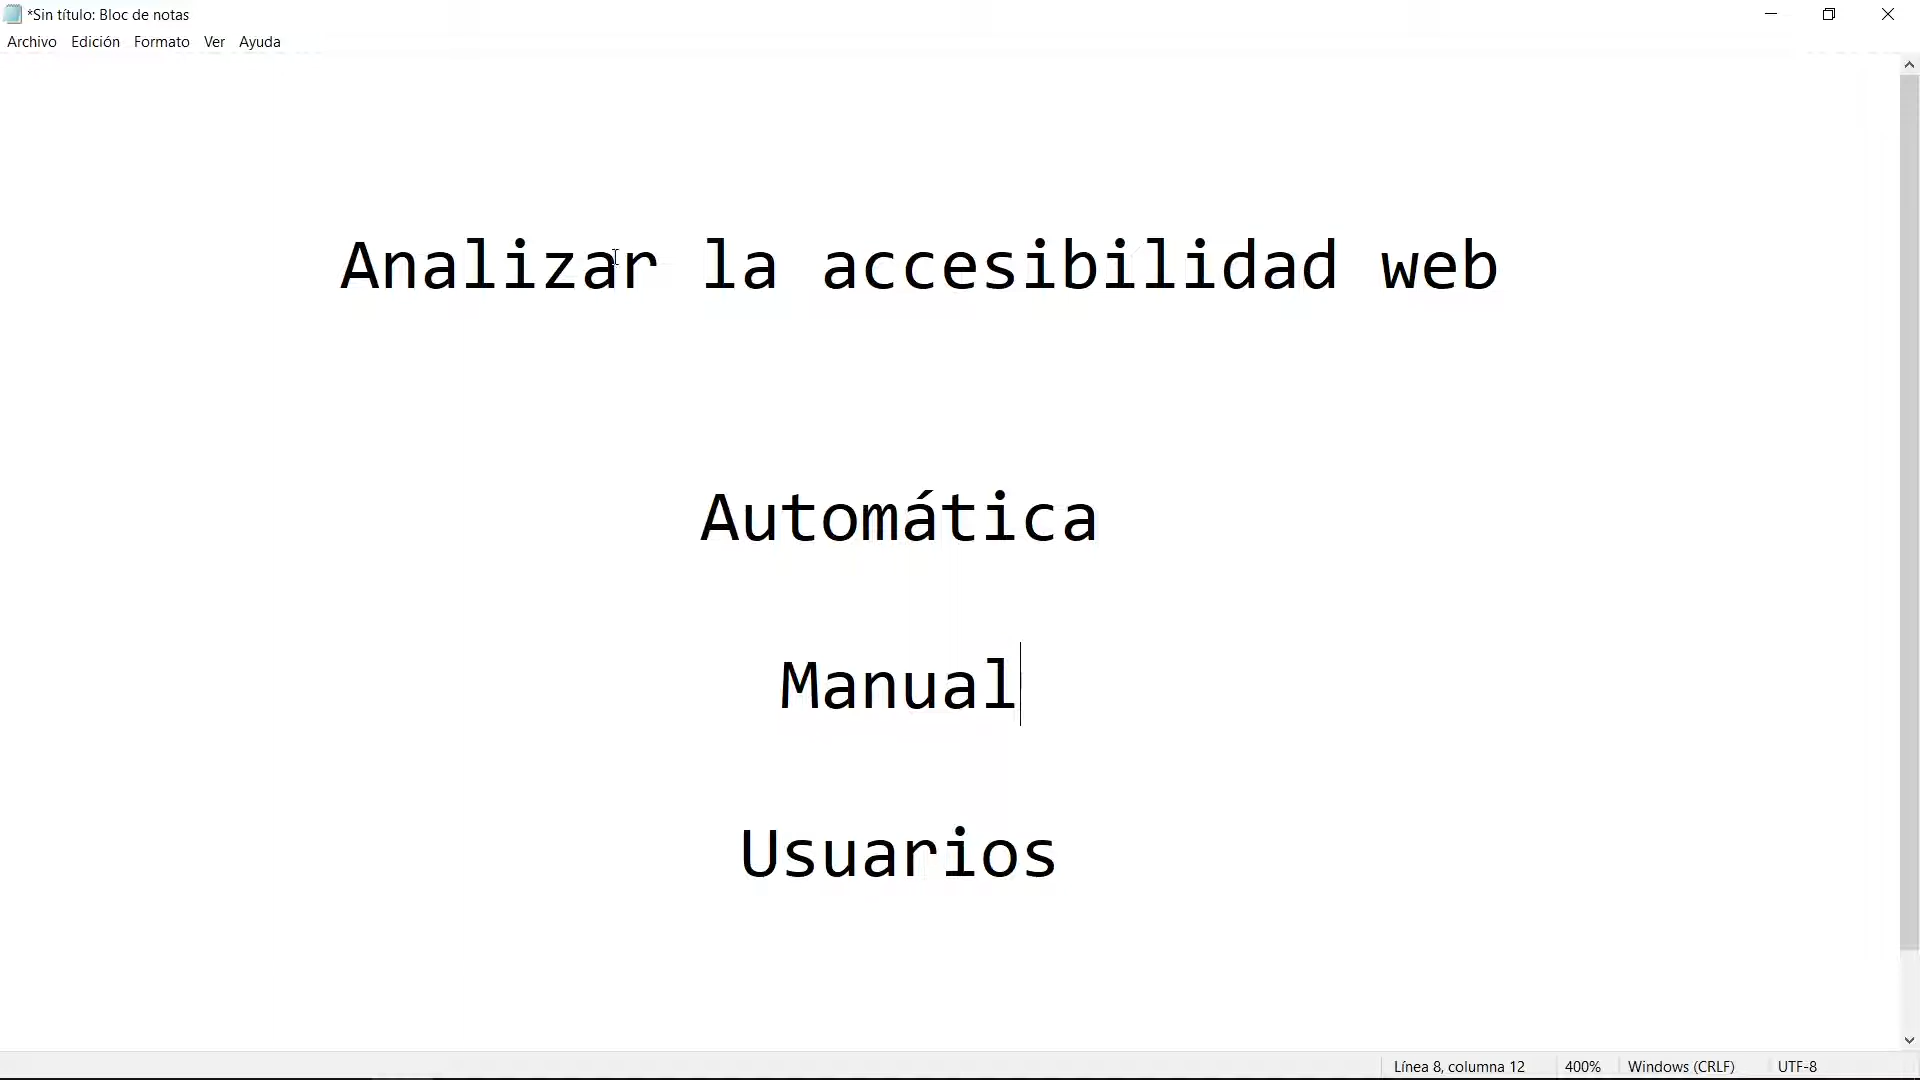 *Sin título: Bloc de notas
Archivo Edición Formato Ver Ayuda
Analizar la accesibilidad web
Automática
Manual
Usuarios
Línea 8, columna 12 400% Windows (CRLF) UTF-8